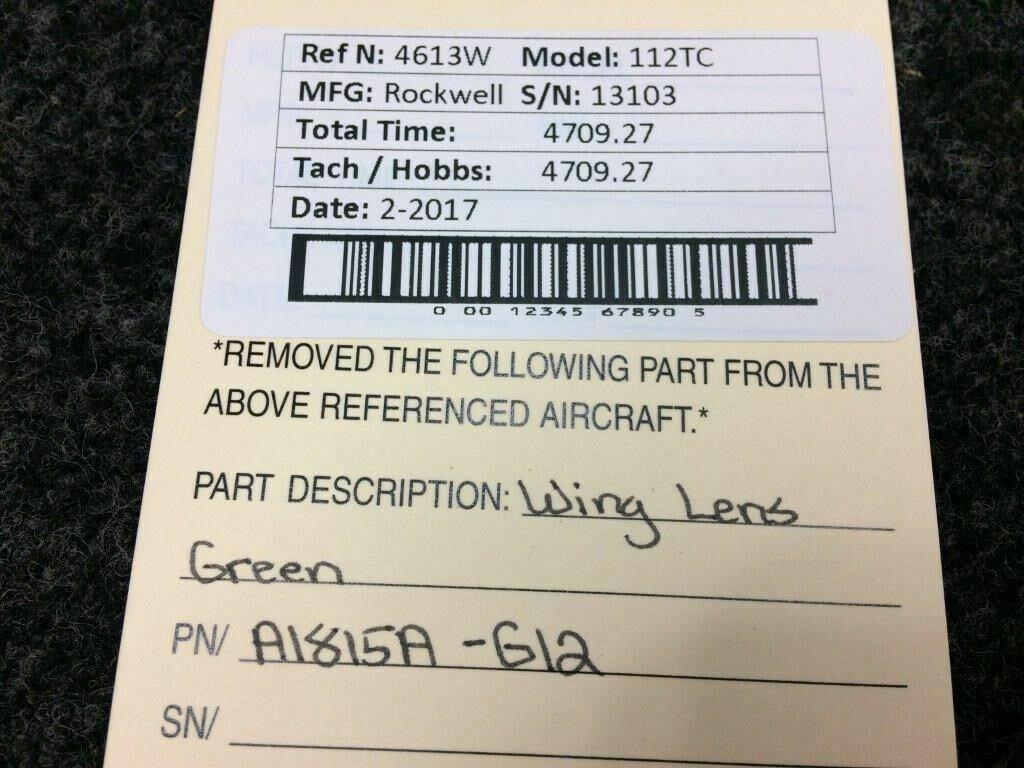 Ref N: 4613W Model: 112TC
MFG: Rockwell S/N: 13103
Total Time: 4709.27
Tach / Hobbs: 4709.27
Date: 2-2017
0 00 12345 67890 5
*REMOVED THE FOLLOWING PART FROM THE
ABOVE REFERENCED AIRCRAFT.*
PART DESCRIPTION: Wing Lens
Green
PN/ A1815A -G12
SN/